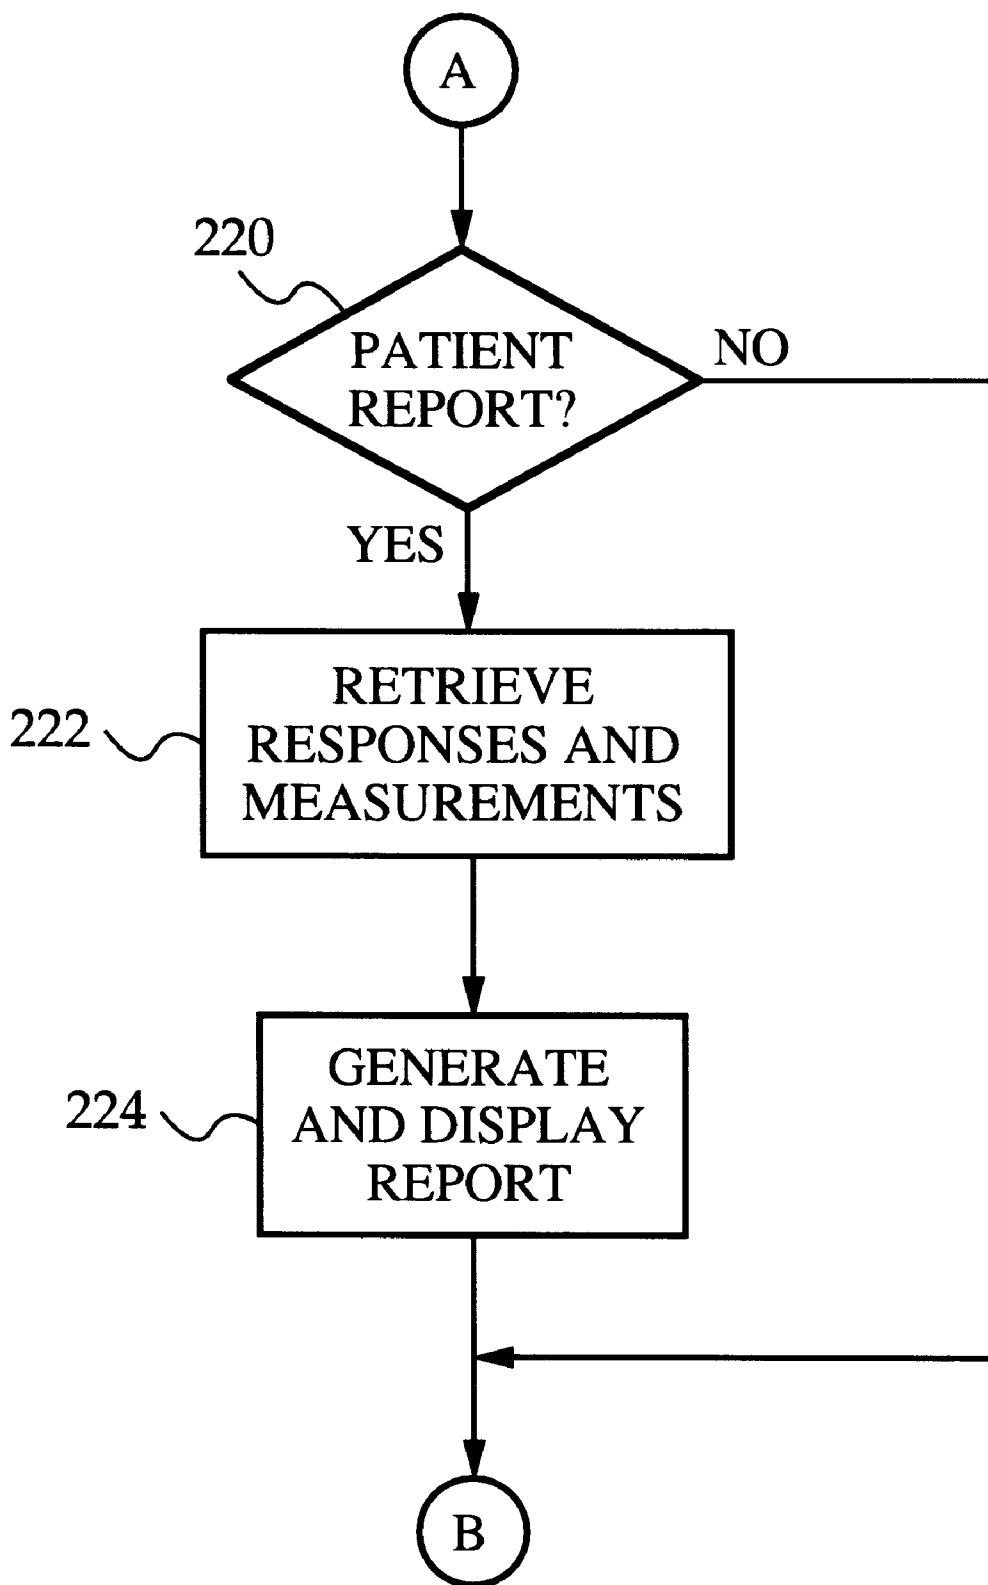 A
220
PATIENT
REPORT?
NO
YES
222
RETRIEVE
RESPONSES AND
MEASUREMENTS
224
GENERATE
AND DISPLAY
REPORT
B